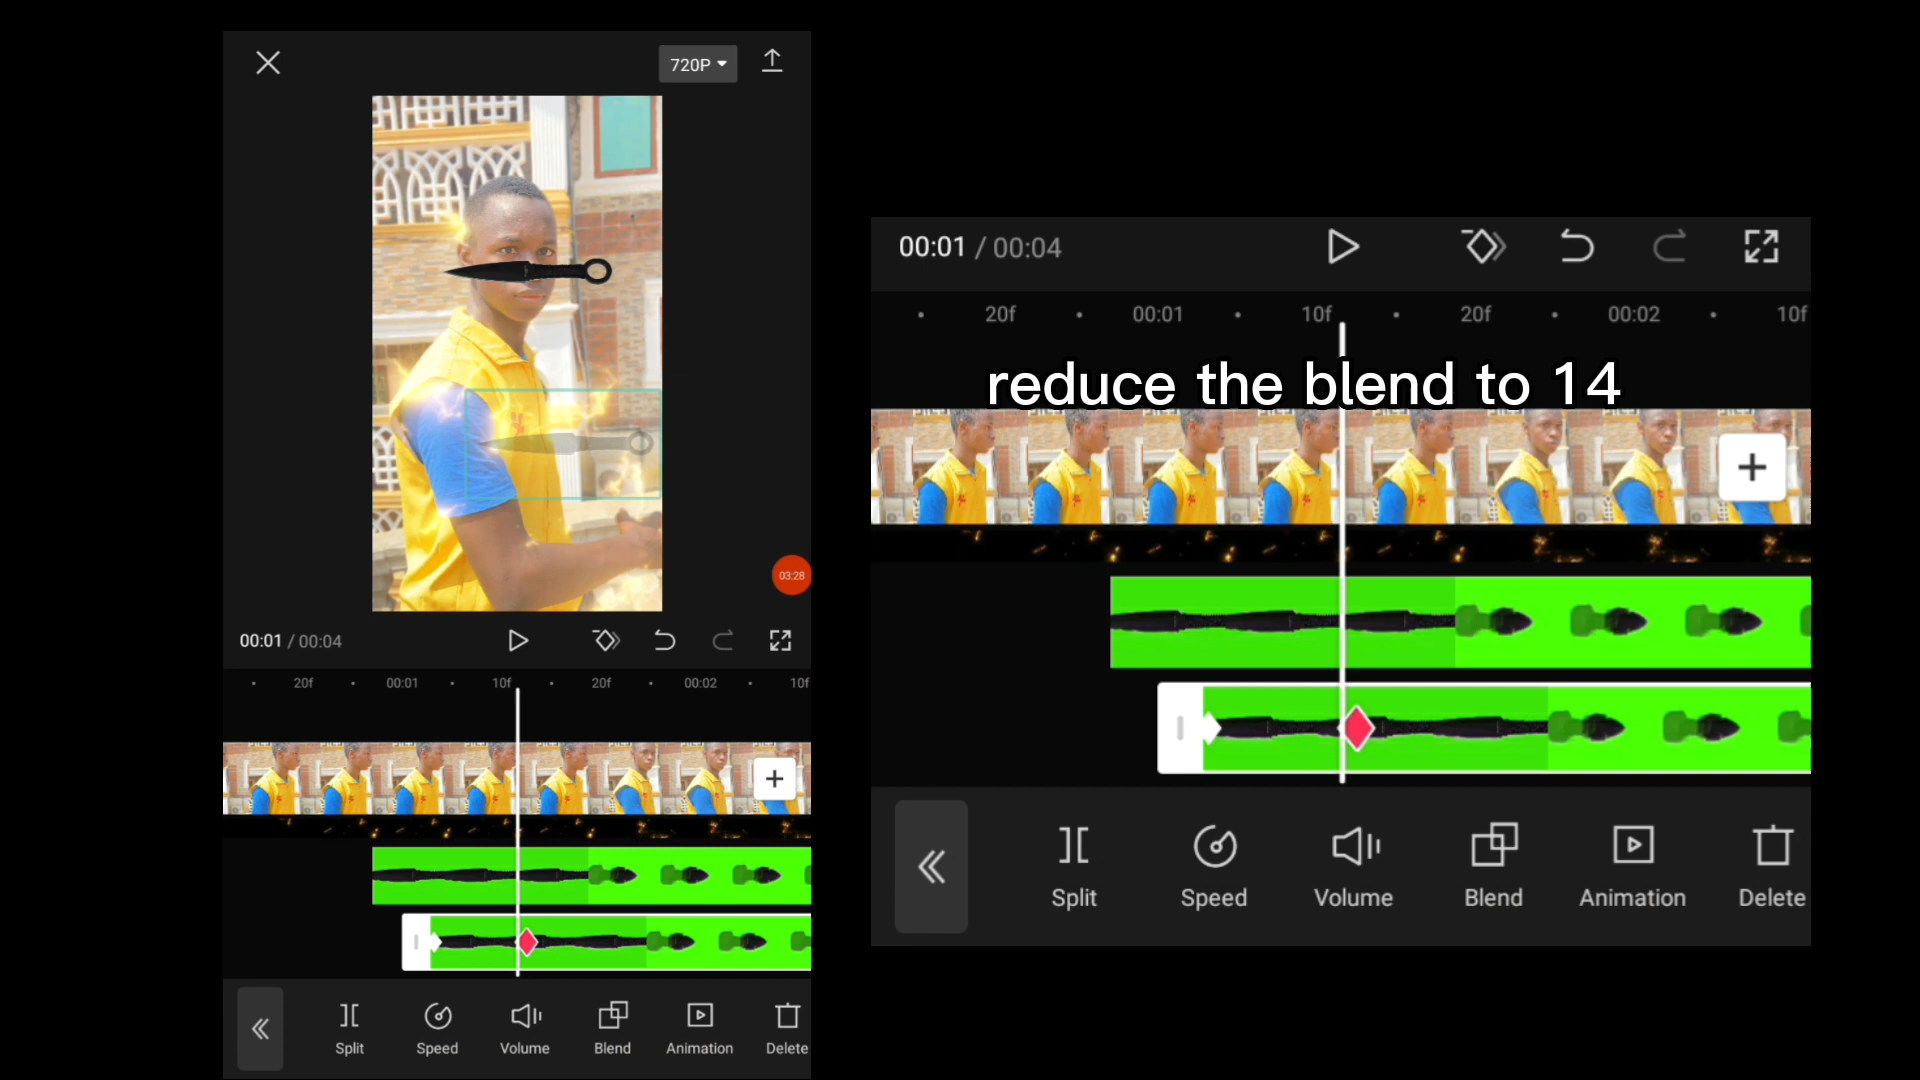 720P
03:28
00:01 / 00:04
20f 00:01 10f 20f 00:02 10f
Split Speed Volume Blend Animation Delete
00:01 / 00:04
20f 00:01 10f 20f 00:02 10f
reduce the blend to 14
Split Speed Volume Blend Animation Delete